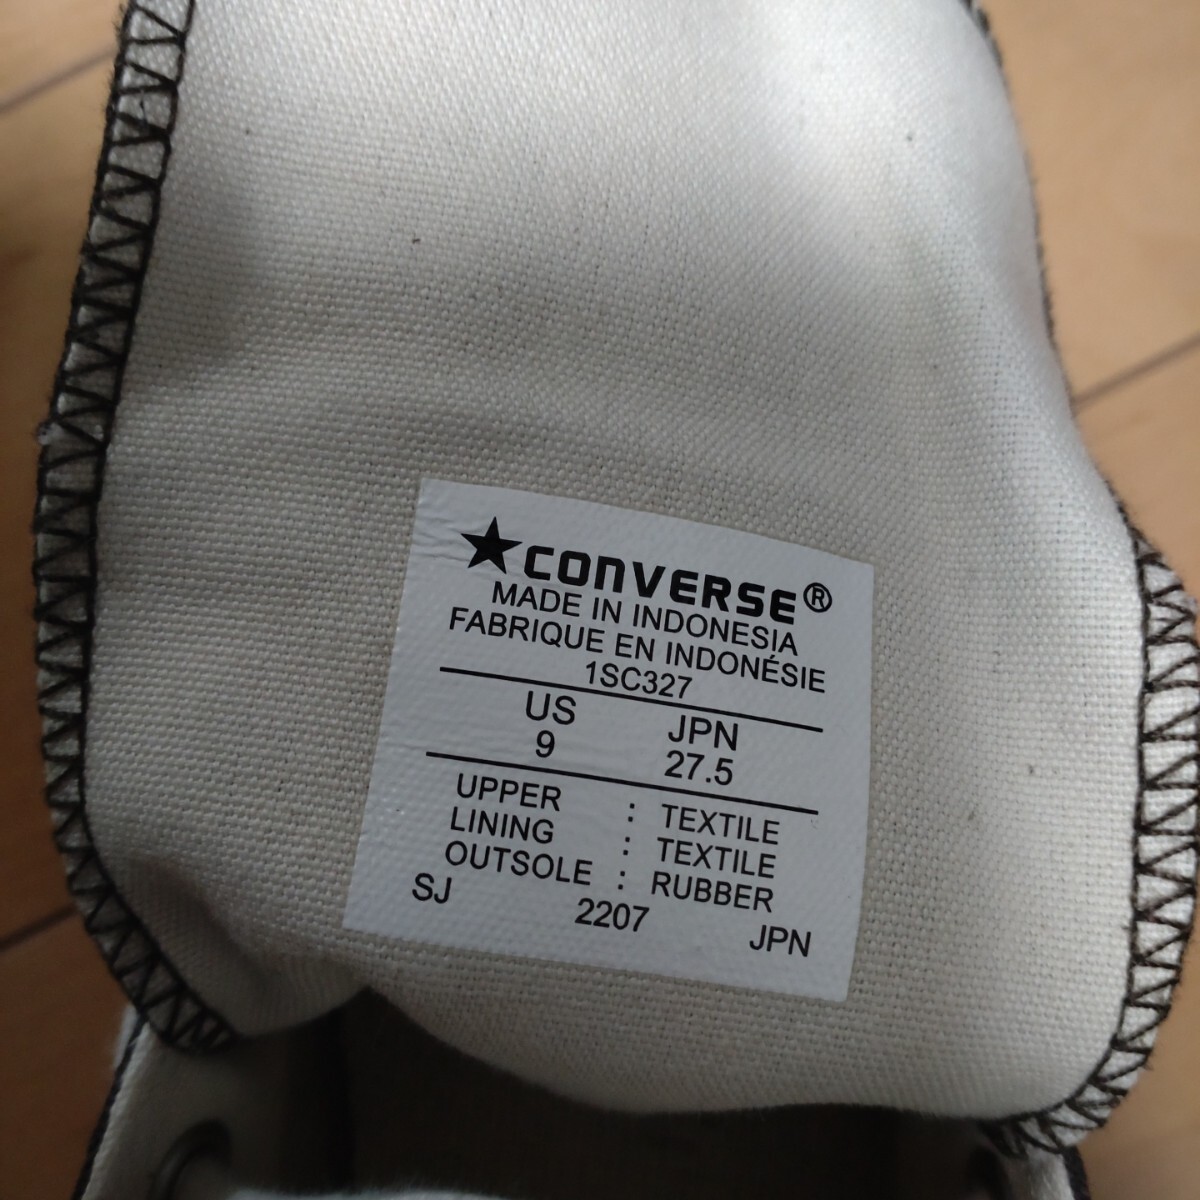 ★CONVERSE®
MADE IN INDONESIA
FABRIQUE EN INDONÉSIE
1SC327
US JPN
9 27.5
UPPER : TEXTILE
LINING : TEXTILE
OUTSOLE : RUBBER
SJ 2207 JPN